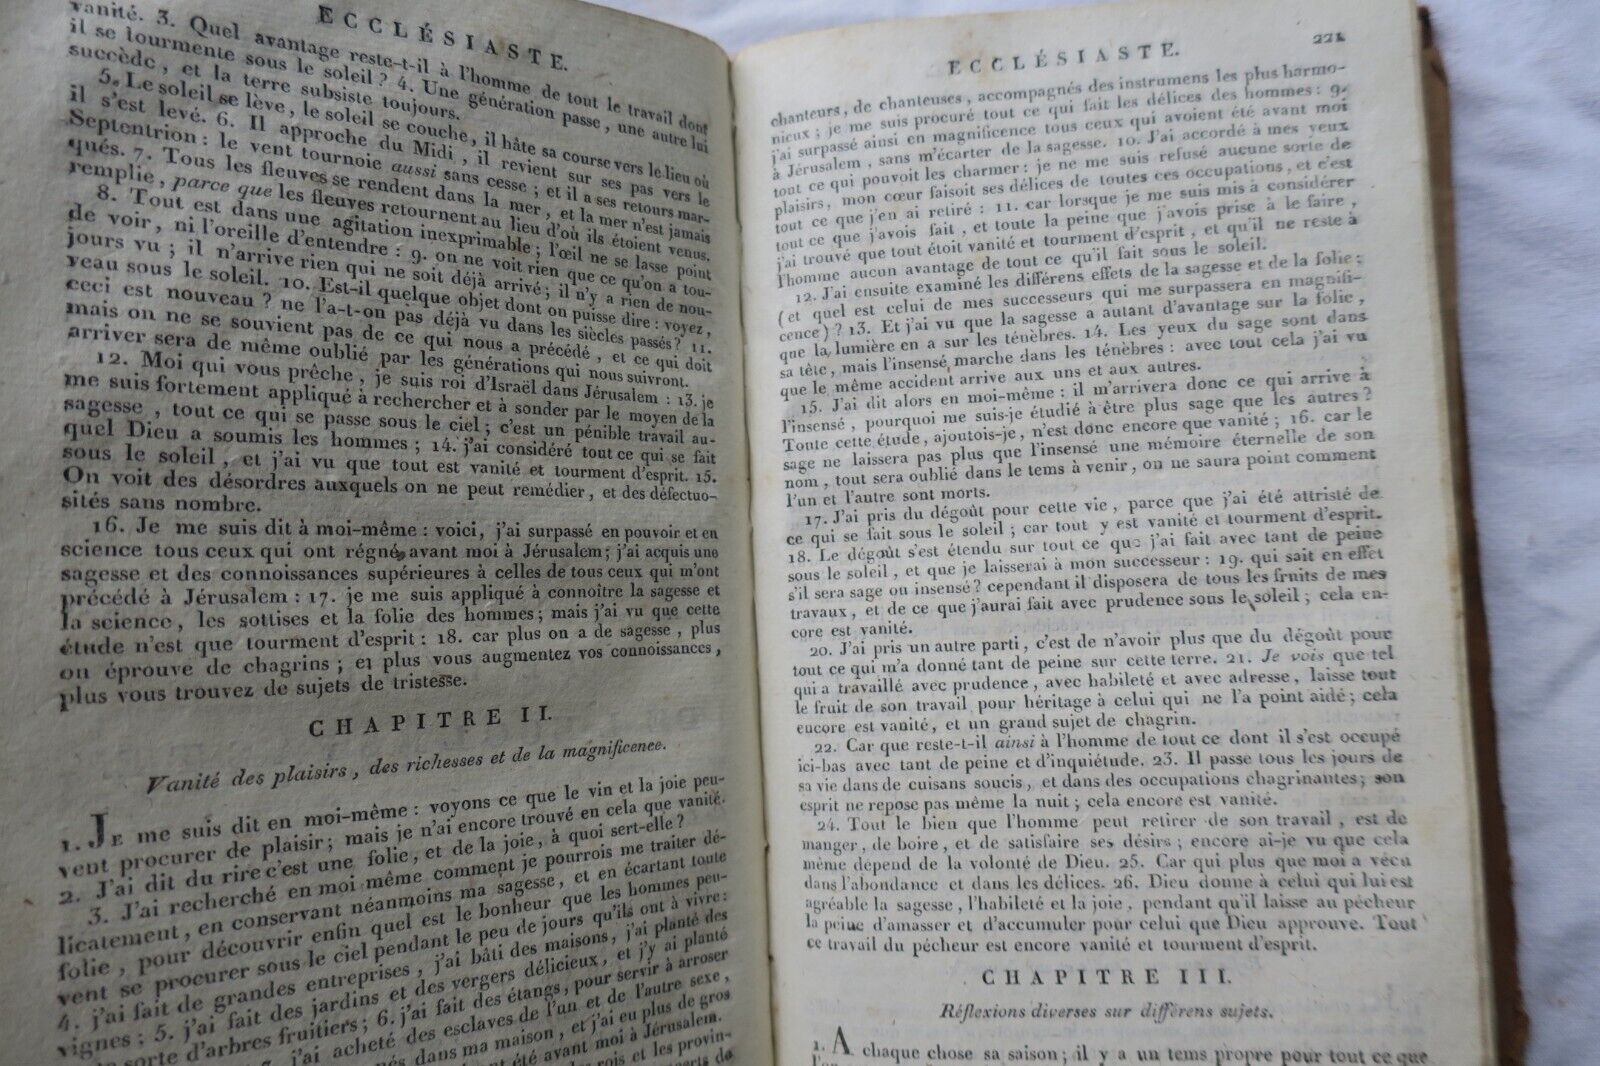 ECCLÉSIASTE.
vanité. 3. Quel avantage reste-t-il à l'homme de tout le travail dont
il se tourmente sous le soleil? 4. Une génération passe, une autre lui
succède, et la terre subsiste toujours.
5. Le soleil se lève, le soleil se couche, il hâte sa course vers le lieu où
il s'est levé. 6. Il approche du Midi, il revient sur ses pas vers le
Septentrion: le vent tournoie aussi sans cesse; et il a ses retours mar-
qués. 7. Tous les fleuves se rendent dans la mer, et la mer n'est jamais
remplie, parce que les fleuves retournent au lieu d'où ils étoient venus.
8. Tout est dans une agitation inexprimable; l'œil ne se lasse point
de voir, ni l'oreille d'entendre: 9. on ne voit rien que ce qu'on a tou-
jours vu; il n'arrive rien qui ne soit déjà arrivé; il n'y a rien de nou-
veau sous le soleil. 10. Est-il quelque objet dont on puisse dire: voyez,
ceci est nouveau? ne l'a-t-on pas déjà vu dans les siècles passés? 11.
mais on ne se souvient pas de ce qui nous a précédé, et ce qui doit
arriver sera de même oublié par les générations qui nous suivront.
12. Moi qui vous prêche, je suis roi d'Israël dans Jérusalem: 13. je
me suis fortement appliqué à rechercher et à sonder par le moyen de la
sagesse, tout ce qui se passe sous le ciel; c'est un pénible travail au-
quel Dieu a soumis les hommes; 14. j'ai considéré tout ce qui se fait
sous le soleil, et j'ai vu que tout est vanité et tourment d'esprit. 15.
On voit des désordres auxquels on ne peut remédier, et des défectuo-
sités sans nombre.
16. Je me suis dit à moi-même: voici, j'ai surpassé en pouvoir et en
science tous ceux qui ont régné avant moi à Jérusalem; j'ai acquis une
sagesse et des connoissances supérieures à celles de tous ceux qui m'ont
précédé à Jérusalem: 17. je me suis appliqué à connoître la sagesse et
la science, les sottises et la folie des hommes; mais j'ai vu que cette
étude n'est que tourment d'esprit: 18. car plus on a de sagesse, plus
on éprouve de chagrins; et plus vous augmentez vos connoissances,
plus vous trouvez de sujets de tristesse.
CHAPITRE II.
Vanité des plaisirs, des richesses et de la magnificence.
1. JE me suis dit en moi-même: voyons ce que le vin et la joie peu-
vent procurer de plaisir; mais je n'ai encore trouvé en cela que vanité.
2. J'ai dit du rire c'est une folie, et de la joie, à quoi sert-elle?
3. J'ai recherché en moi même comment je pourrois me traiter dé-
licatement, en conservant néanmoins ma sagesse, et en écartant toute
folie, pour découvrir enfin quel est le bonheur que les hommes peu-
vent se procurer sous le ciel pendant le peu de jours qu'ils ont à vivre:
4. j'ai fait de grandes entreprises, j'ai bâti des maisons, j'ai planté des
vignes; 5. j'ai fait des jardins et des vergers délicieux, et j'y ai planté
sorte d'arbres fruitiers; 6. j'ai fait des étangs, pour servir à arroser
7. j'ai acheté des esclaves de l'un et de l'autre sexe,
dans ma maison, et j'ai eu plus de gros
été avant moi à Jérusalem.
rois et les provin-
de
ECCLÉSIASTE. 221
chanteurs, de chanteuses, accompagnés des instrumens les plus harmo-
nieux; je me suis procuré tout ce qui fait les délices des hommes: 9.
j'ai surpassé ainsi en magnificence tous ceux qui avoient été avant moi
à Jérusalem, sans m'écarter de la sagesse. 10. J'ai accordé à mes yeux
tout ce qui pouvoit les charmer: je ne me suis refusé aucune sorte de
plaisirs, mon cœur faisoit ses délices de toutes ces occupations, et c'est
tout ce que j'en ai retiré: 11. car lorsque je me suis mis à considérer
tout ce que j'avois fait, et toute la peine que j'avois prise à le faire,
j'ai trouvé que tout étoit vanité et tourment d'esprit, et qu'il ne reste à
l'homme aucun avantage de tout ce qu'il fait sous le soleil.
12. J'ai ensuite examiné les différens effets de la sagesse et de la folie:
(et quel est celui de mes successeurs qui me surpassera en magnifi-
cence)? 13. Et j'ai vu que la sagesse a autant d'avantage sur la folie,
que la lumière en a sur les ténèbres. 14. Les yeux du sage sont dans
sa tête, mais l'insensé marche dans les ténèbres: avec tout cela j'ai vu
que le même accident arrive aux uns et aux autres.
15. J'ai dit alors en moi-même: il m'arrivera donc ce qui arrive à
l'insensé, pourquoi me suis-je étudié à être plus sage que les autres?
Toute cette étude, ajoutois-je, n'est donc encore que vanité; 16. car le
sage ne laissera pas plus que l'insensé une mémoire éternelle de son
nom, tout sera oublié dans le tems à venir, on ne saura point comment
l'un et l'autre sont morts.
17. J'ai pris du dégoût pour cette vie, parce que j'ai été attristé de
ce qui se fait sous le soleil; car tout y est vanité et tourment d'esprit.
18. Le dégoût s'est étendu sur tout ce que j'ai fait avec tant de peine
sous le soleil, et que je laisserai à mon successeur: 19. qui sait en effet
s'il sera sage ou insensé? cependant il disposera de tous les fruits de mes
travaux, et de ce que j'aurai fait avec prudence sous le soleil; cela en-
core est vanité.
20. J'ai pris un autre parti, c'est de n'avoir plus que du dégoût pour
tout ce qui m'a donné tant de peine sur cette terre. 21. Je vois que tel
qui a travaillé avec prudence, avec habileté et avec adresse, laisse tout
le fruit de son travail pour héritage à celui qui ne l'a point aidé; cela
encore est vanité, et un grand sujet de chagrin.
22. Car que reste-t-il ainsi à l'homme de tout ce dont il s'est occupé
ici-bas avec tant de peine et d'inquiétude. 23. Il passe tous les jours de
sa vie dans de cuisans soucis, et dans des occupations chagrinantes; son
esprit ne repose pas même la nuit; cela encore est vanité.
24. Tout le bien que l'homme peut retirer de son travail, est de
manger, de boire, et de satisfaire ses désirs; encore ai-je vu que cela
même dépend de la volonté de Dieu. 25. Car qui plus que moi a vécu
dans l'abondance et dans les délices. 26. Dieu donne à celui qui lui est
agréable la sagesse, l'habileté et la joie, pendant qu'il laisse au pécheur
la peine d'amasser et d'accumuler pour celui que Dieu approuve. Tout
ce travail du pécheur est encore vanité et tourment d'esprit.
CHAPITRE III.
Réflexions diverses sur différens sujets.
1. A chaque chose sa saison; il y a un tems propre pour tout ce que